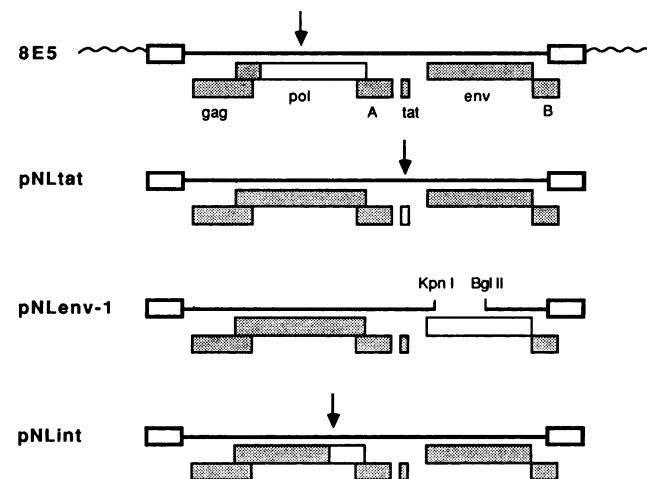 8E5
pol A tat env
gag B
pNLtat
Kpn I Bgl II
pNLenv-1
pNLint